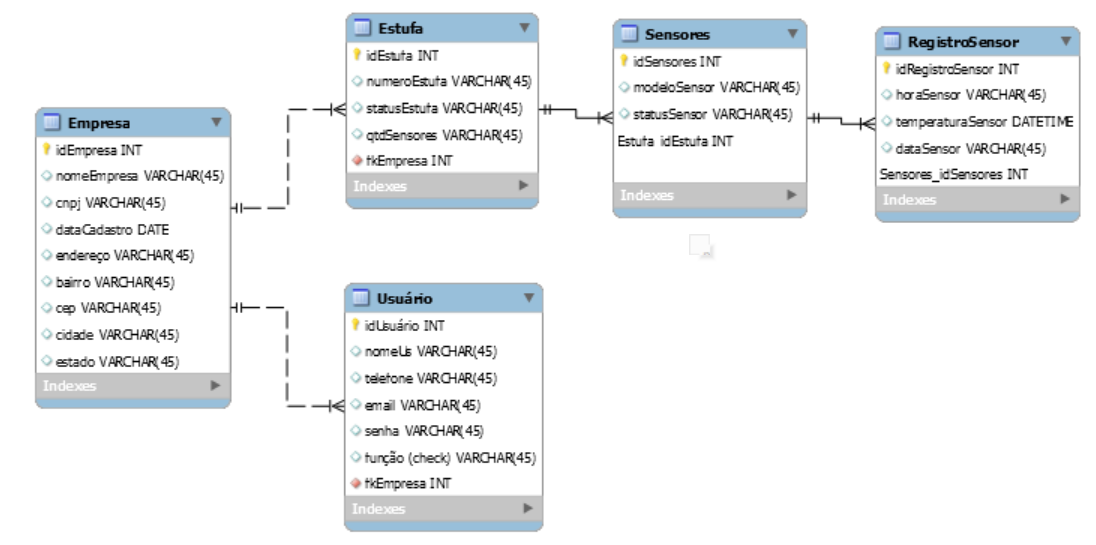 Empresa
idEmpresa INT
nomeEmpresa VARCHAR(45)
cnpj VARCHAR(45)
dataCadastro DATE
endereço VARCHAR(45)
bairro VARCHAR(45)
cep VARCHAR(45)
cidade VARCHAR(45)
estado VARCHAR(45)
Indexes
Estufa
idEstufa INT
numeroEstufa VARCHAR(45)
statusEstufa VARCHAR(45)
qtdSensores VARCHAR(45)
fkEmpresa INT
Indexes
Sensores
idSensores INT
modeloSensor VARCHAR(45)
statusSensor VARCHAR(45)
Estufa idEstufa INT
Indexes
RegistroSensor
idRegistroSensor INT
horaSensor VARCHAR(45)
temperaturaSensor DATETIME
dataSensor VARCHAR(45)
Sensores_idSensores INT
Indexes
Usuário
idUsuário INT
nomeUs VARCHAR(45)
telefone VARCHAR(45)
email VARCHAR(45)
senha VARCHAR(45)
função (check) VARCHAR(45)
fkEmpresa INT
Indexes